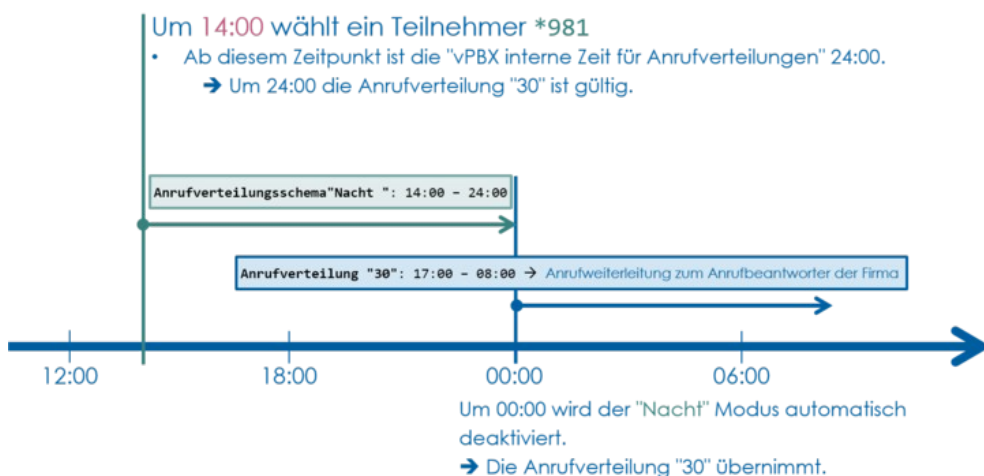 Um 14:00 wählt ein Teilnehmer *981
• Ab diesem Zeitpunkt ist die "vPBX interne Zeit für Anrufverteilungen" 24:00.
➔ Um 24:00 die Anrufverteilung "30" ist gültig.
Anrufverteilungsschema"Nacht ": 14:00 – 24:00
Anrufverteilung "30": 17:00 – 08:00 → Anrufweiterleitung zum Anrufbeantworter der Firma
12:00 18:00 00:00 06:00
Um 00:00 wird der "Nacht" Modus automatisch
deaktiviert.
➔ Die Anrufverteilung "30" übernimmt.